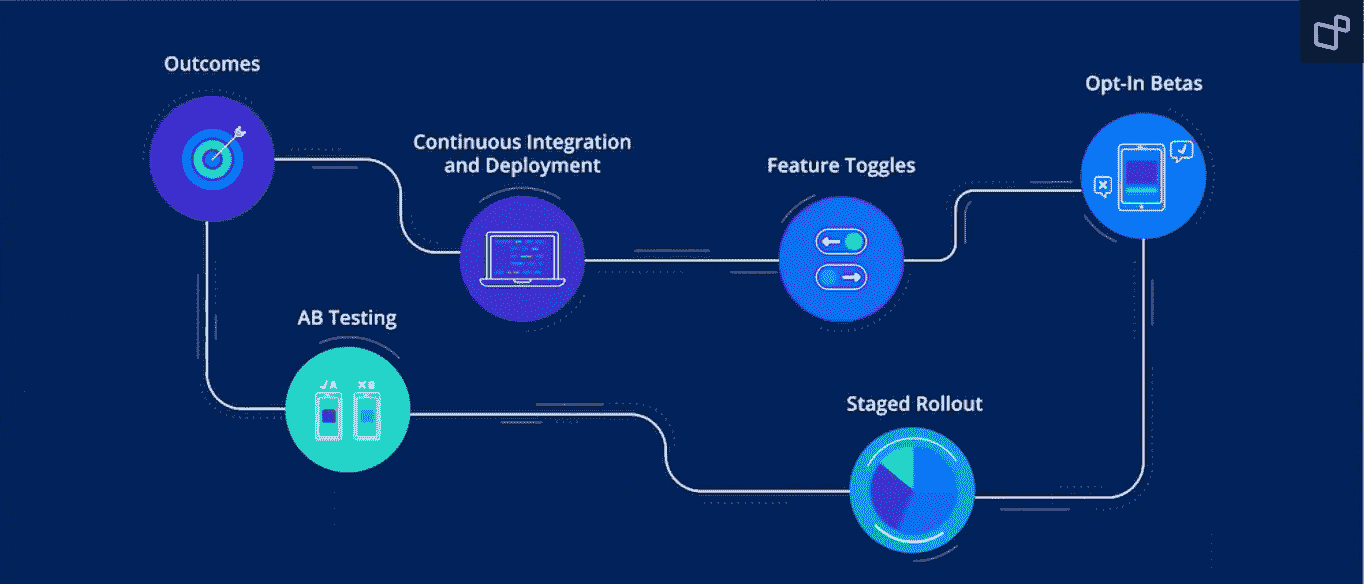 Outcomes
Continuous Integration
and Deployment
Feature Toggles
Opt-In Betas
AB Testing
A B
Staged Rollout